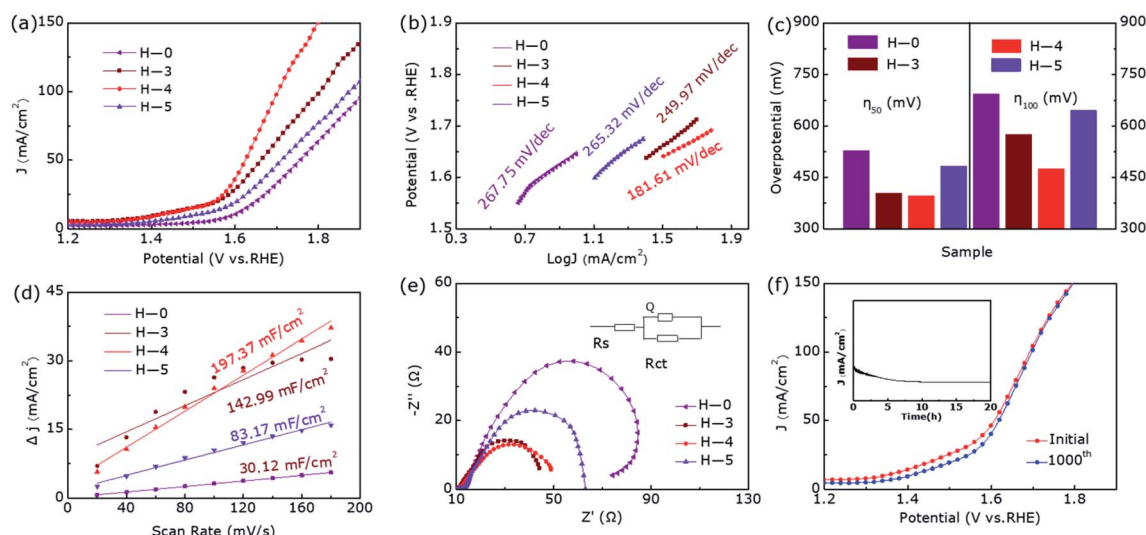 (a)
150
100
50
0
J (mA/cm²)
H—0
H—3
H—4
H—5
1.2
1.4
1.6
1.8
Potential (V vs.RHE)
(b)
1.9
1.8
1.7
1.6
1.5
Potential (V vs .RHE)
H—0
H—3
H—4
H—5
267.75 mV/dec
265.32 mV/dec
249.97 mV/dec
181.61 mV/dec
0.3
0.7
1.1
1.5
1.9
LogJ (mA/cm²)
(c)
900
750
600
450
300
Overpotential (mV)
H—0
H—3
H—4
H—5
η₅₀ (mV)
η₁₀₀ (mV)
900
750
600
450
300
Sample
(d)
60
45
30
15
0
Δ j (mA/cm²)
H—0
H—3
H—4
H—5
197.37 mF/cm²
142.99 mF/cm²
83.17 mF/cm²
30.12 mF/cm²
0
40
80
120
160
200
Scan Rate (mV/s)
(e)
60
40
20
0
-Z'' (Ω)
Q
Rs
Rct
H—0
H—3
H—4
H—5
10
40
70
100
130
Z' (Ω)
(f)
150
100
50
0
J (mA/cm²)
J (mA/cm²)
0
5
10
15
20
Time(h)
Initial
1000th
1.2
1.4
1.6
1.8
Potential (V vs.RHE)